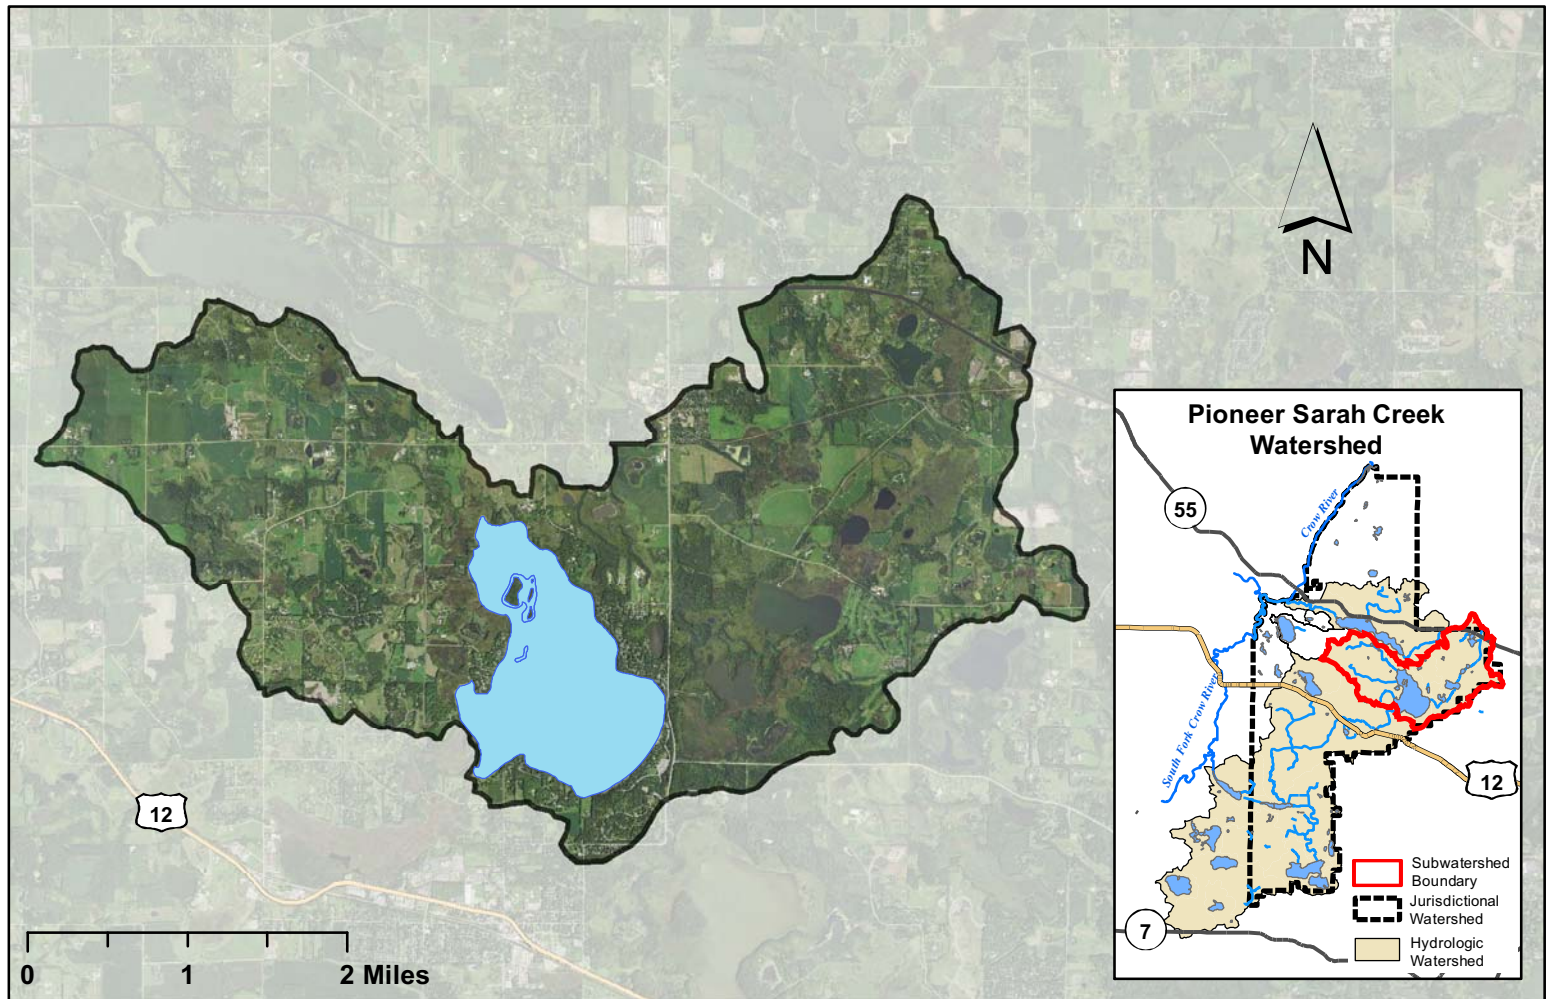 N
12
0 1 2 Miles
Pioneer Sarah Creek
Watershed
55
Crow River
South Fork Crow River
12
7
Subwatershed
Boundary
Jurisdictional
Watershed
Hydrologic
Watershed